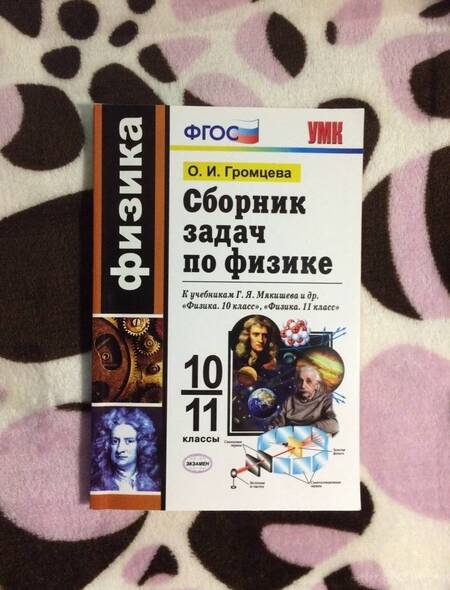 физика
ФГОС
УМК
О. И. Громцева
Сборник
задач
по физике
К учебникам Г. Я. Мякишева и др.
«Физика. 10 класс», «Физика. 11 класс»
10
11
классы
ЭКЗАМЕН